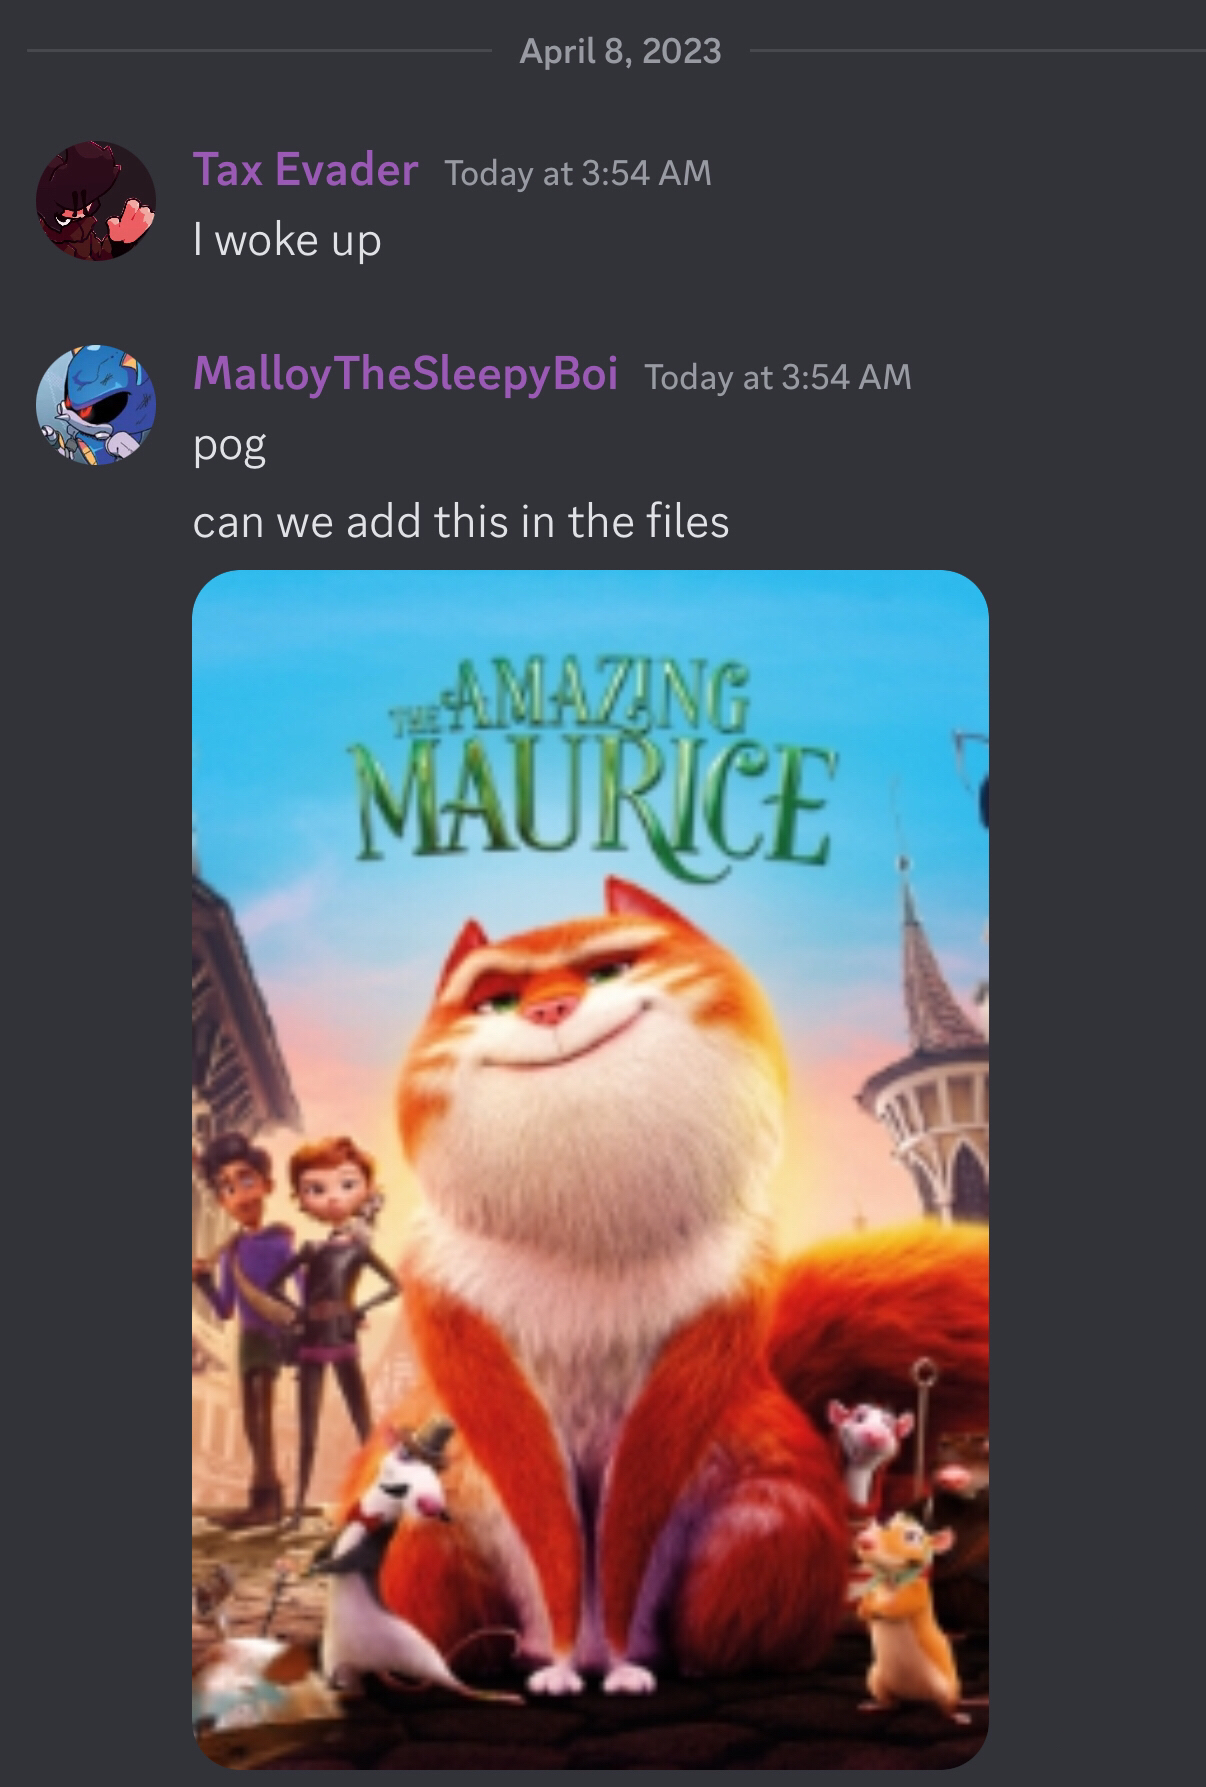 April 8, 2023
Tax Evader Today at 3:54 AM
I woke up
MalloyTheSleepyBoi Today at 3:54 AM
pog
can we add this in the files
THE AMAZING
MAURICE